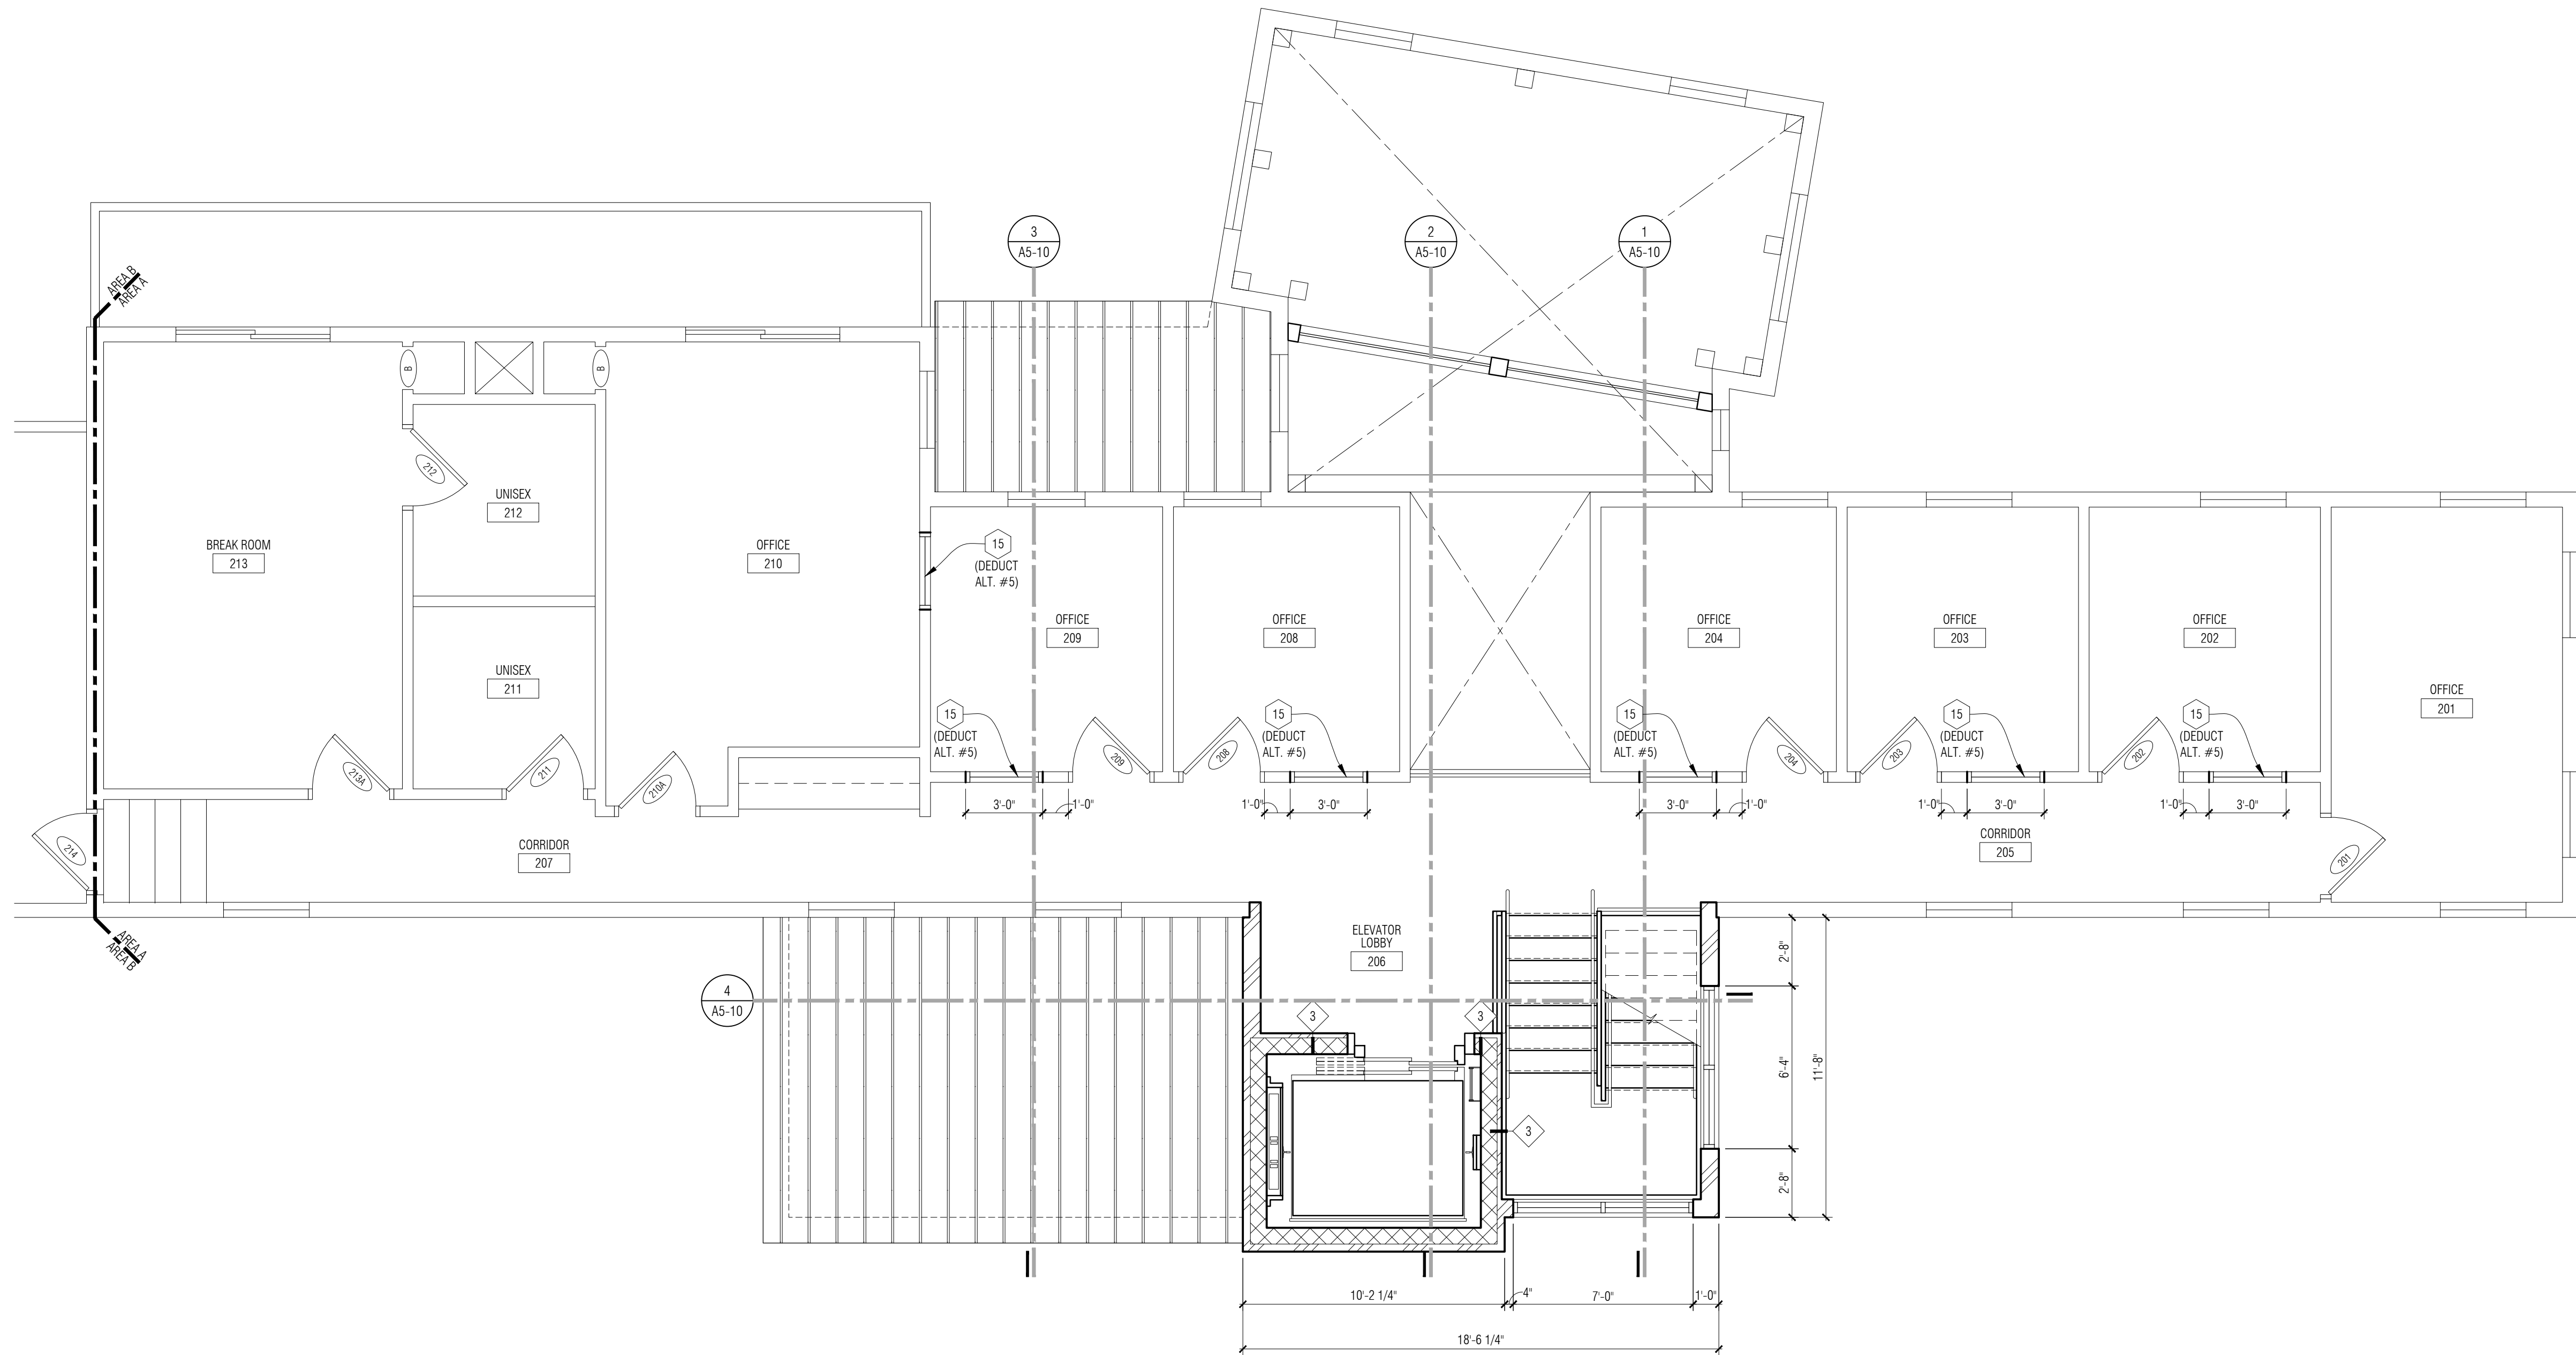 3
A5-10
2
A5-10
1
A5-10
AREA B
AREA A
B
B
212
UNISEX
212
BREAK ROOM
213
OFFICE
210
15
(DEDUCT
ALT. #5)
OFFICE
209
OFFICE
208
X
OFFICE
204
OFFICE
203
OFFICE
202
OFFICE
201
UNISEX
211
15
(DEDUCT
ALT. #5)
15
(DEDUCT
ALT. #5)
15
(DEDUCT
ALT. #5)
15
(DEDUCT
ALT. #5)
15
(DEDUCT
ALT. #5)
213A
211
210A
209
208
204
203
202
3'-0"
1'-0"
1'-0"
3'-0"
3'-0"
1'-0"
1'-0"
3'-0"
1'-0"
3'-0"
214
CORRIDOR
207
CORRIDOR
205
201
AREA A
AREA B
ELEVATOR
LOBBY
206
2'-8"
4
A5-10
3
3
6'-4"
11'-8"
3
2'-8"
10'-2 1/4"
4"
7'-0"
1'-0"
18'-6 1/4"